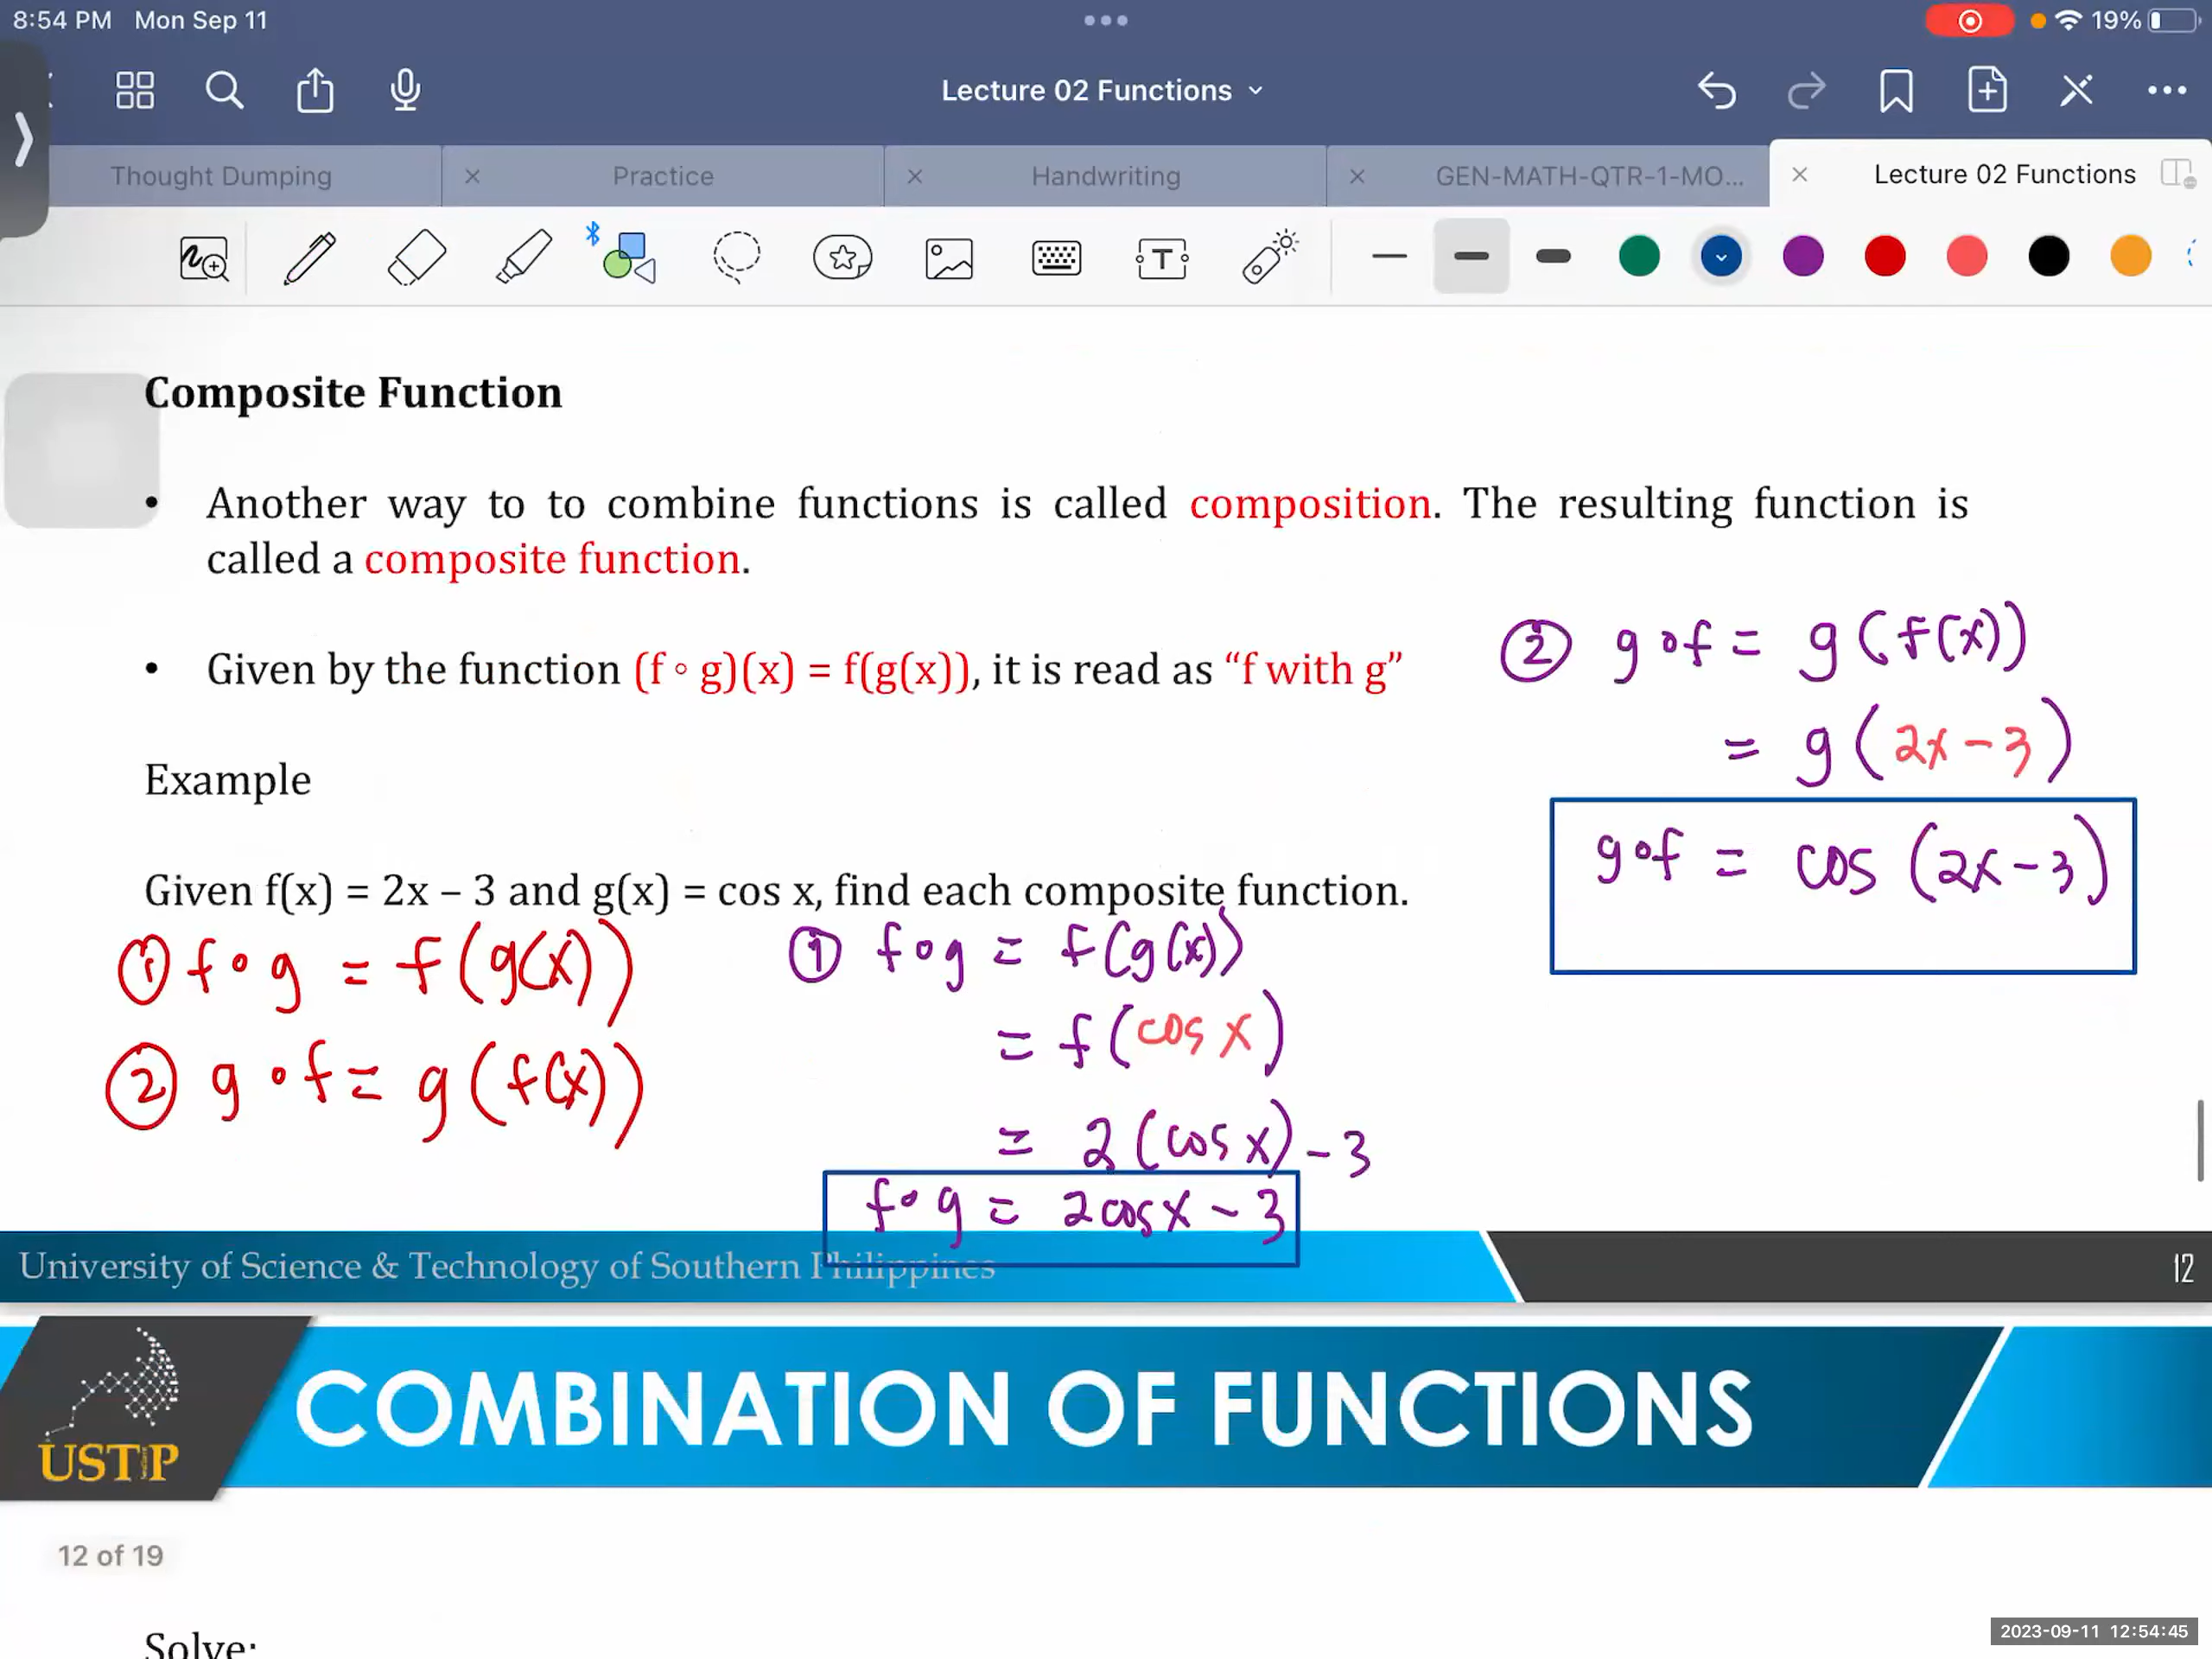 8:54 PM Mon Sep 11
19%
Lecture 02 Functions
Thought Dumping
Practice
Handwriting
GEN-MATH-QTR-1-MO...
Lecture 02 Functions
Composite Function
• Another way to to combine functions is called composition. The resulting function is
called a composite function.
• Given by the function (f ∘ g)(x) = f(g(x)), it is read as “f with g”
Example
Given f(x) = 2x – 3 and g(x) = cos x, find each composite function.
① f∘g = f(g(x))
② g∘f = g(f(x))
① f∘g = f(g(x))
= f(cos x)
= 2(cos x) - 3
f∘g = 2cosx - 3
② g∘f = g(f(x))
= g(2x-3)
g∘f = cos(2x-3)
University of Science & Technology of Southern Philippines
12
USTP
COMBINATION OF FUNCTIONS
12 of 19
Solve:
2023-09-11 12:54:45